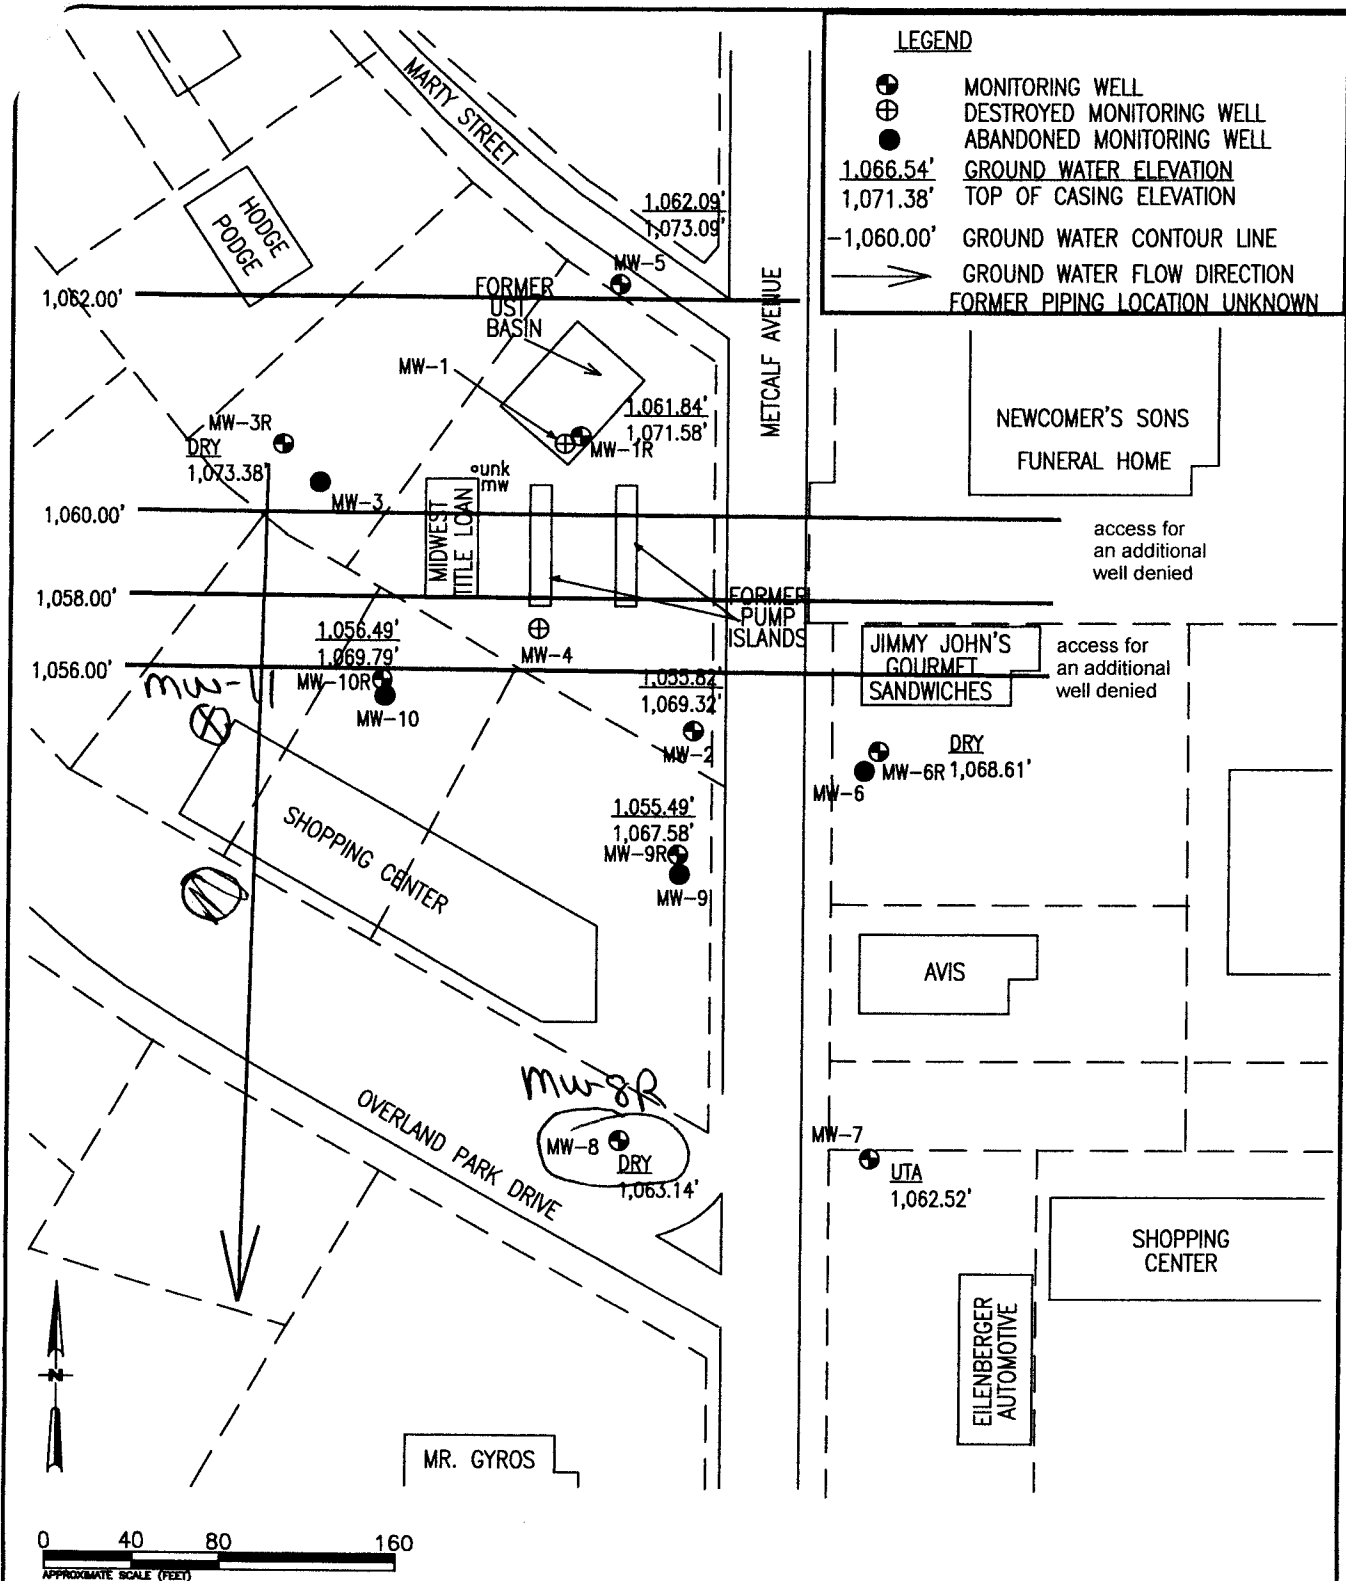 LEGEND
MONITORING WELL
DESTROYED MONITORING WELL
ABANDONED MONITORING WELL
1,066.54' GROUND WATER ELEVATION
1,071.38' TOP OF CASING ELEVATION
-1,060.00' GROUND WATER CONTOUR LINE
GROUND WATER FLOW DIRECTION
FORMER PIPING LOCATION UNKNOWN
MARTY STREET
HODGE
PODGE
1,062.09'
1,073.09'
MW-5
1,062.00'
FORMER
UST
BASIN
METCALF AVENUE
MW-1
1,061.84'
1,071.58'
MW-1R
MW-3R
DRY
1,073.38'
MW-3
unk
mw
NEWCOMER'S SONS
FUNERAL HOME
1,060.00'
MIDWEST
TITLE LOAN
access for
an additional
well denied
1,058.00'
FORMER
PUMP
ISLANDS
1,056.49'
1,069.79'
MW-10R
MW-10
MW-4
JIMMY JOHN'S
GOURMET
SANDWICHES
access for
an additional
well denied
1,056.00'
mw-11
1,055.82'
1,069.32'
MW-2
DRY
MW-6R 1,068.61'
MW-6
1,055.49'
1,067.58'
MW-9R
MW-9
SHOPPING CENTER
AVIS
mw-8R
MW-8
DRY
1,063.14'
OVERLAND PARK DRIVE
MW-7
UTA
1,062.52'
SHOPPING
CENTER
EILENBERGER
AUTOMOTIVE
N
MR. GYROS
0 40 80 160
APPROXIMATE SCALE (FEET)